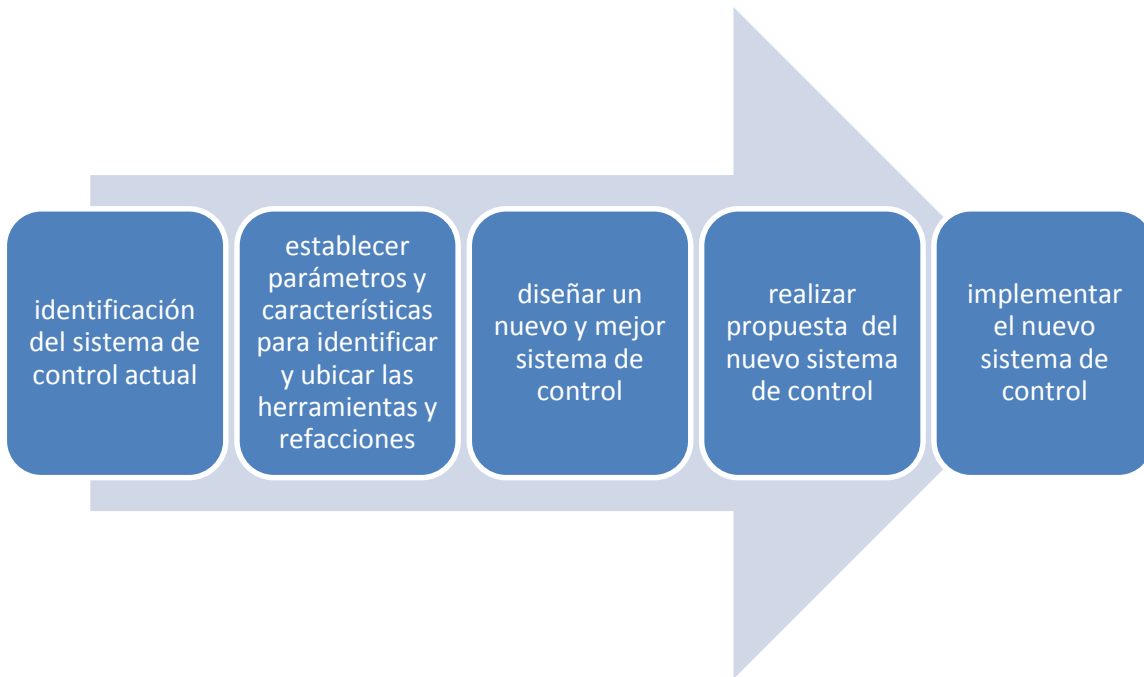 identificación
del sistema de
control actual
establecer
parámetros y
características
para identificar
y ubicar las
herramientas y
refacciones
diseñar un
nuevo y mejor
sistema de
control
realizar
propuesta del
nuevo sistema
de control
implementar
el nuevo
sistema de
control